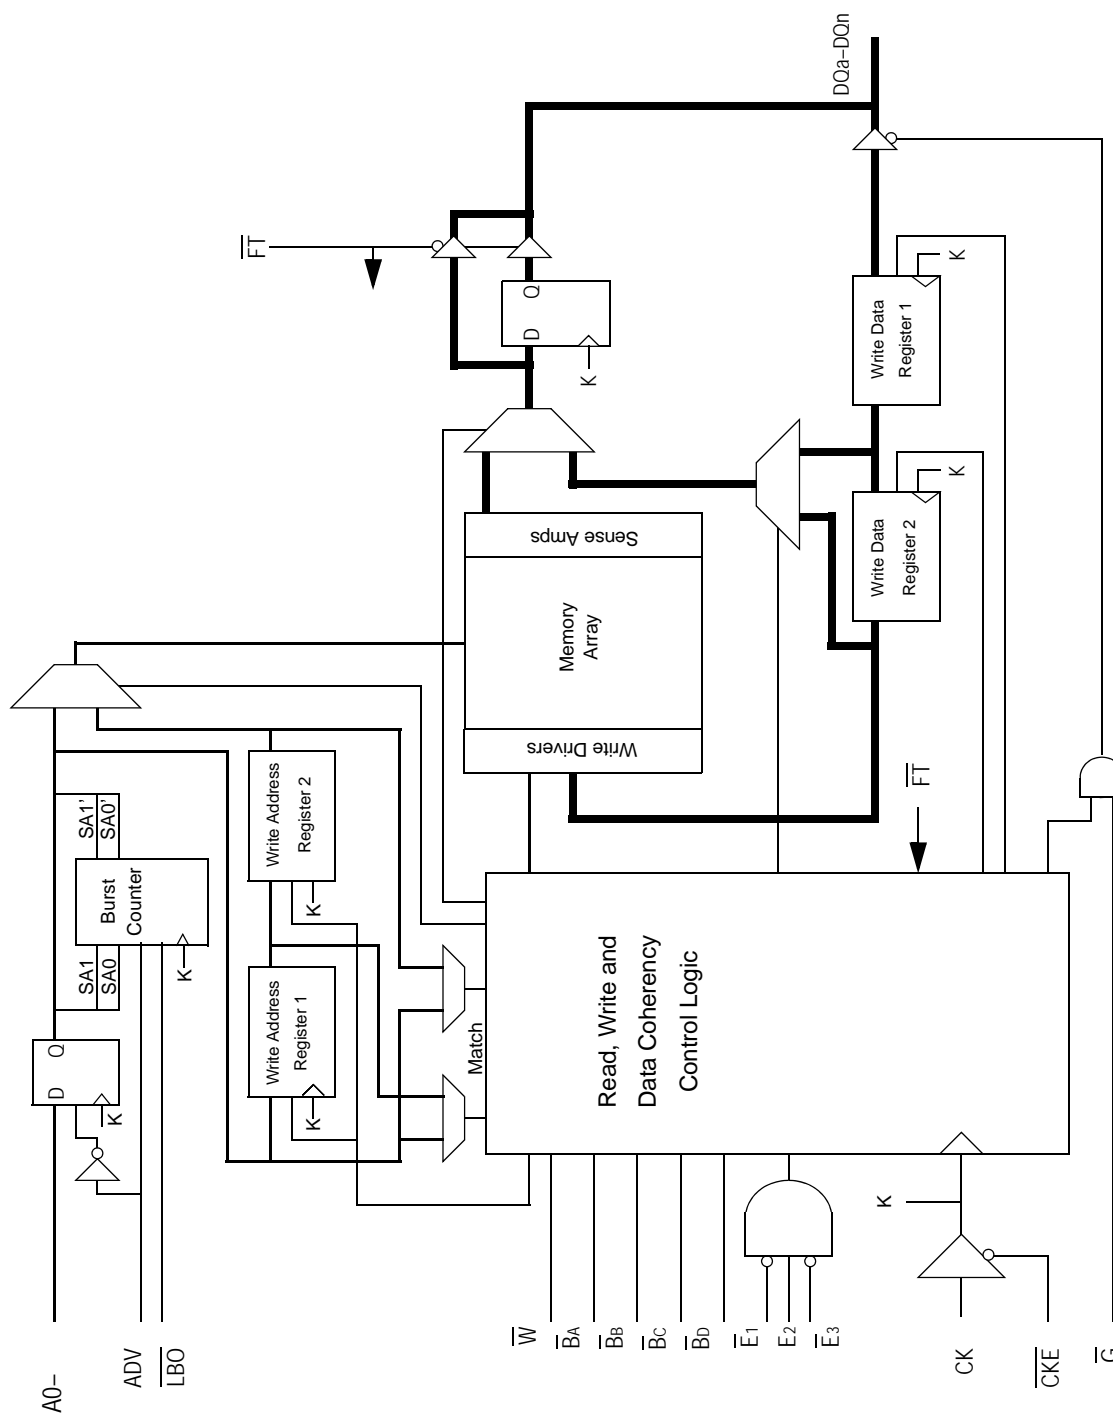 A0–
D
Q
K
SA1
SA0
Burst
Counter
SA1'
SA0'
K
ADV
LBO
Write Address
Register 1
K
Write Address
Register 2
K
FT
Match
Write Drivers
Memory
Array
Sense Amps
D
Q
K
W
BA
BB
BC
BD
E1
E2
E3
Read, Write and
Data Coherency
Control Logic
FT
Write Data
Register 2
K
Write Data
Register 1
K
DQa–DQn
K
CK
CKE
G